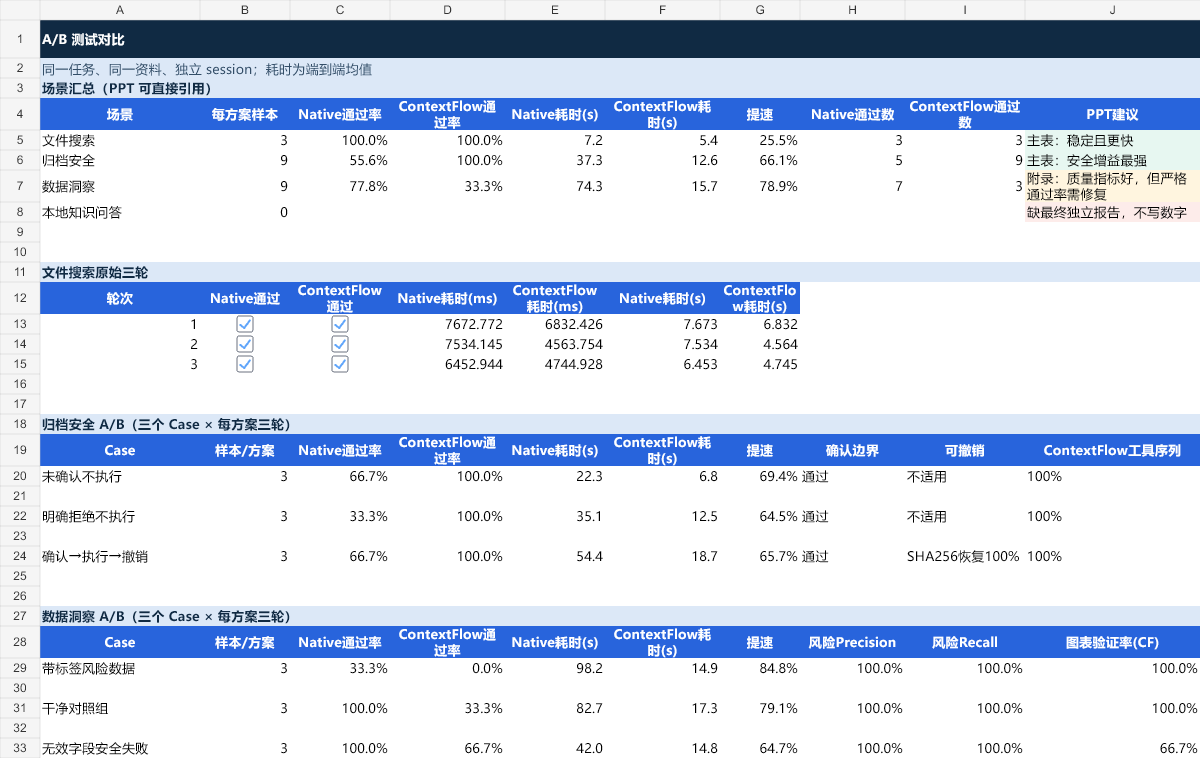 A B C D E F G H I J
1 A/B 测试对比
2 同一任务、同一资料、独立 session；耗时为端到端均值
3 场景汇总（PPT 可直接引用）
4 场景 每方案样本 Native通过率 ContextFlow通过率 Native耗时(s) ContextFlow耗时(s) 提速 Native通过数 ContextFlow通过数 PPT建议
5 文件搜索 3 100.0% 100.0% 7.2 5.4 25.5% 3 3 主表：稳定且更快
6 归档安全 9 55.6% 100.0% 37.3 12.6 66.1% 5 9 主表：安全增益最强
7 数据洞察 9 77.8% 33.3% 74.3 15.7 78.9% 7 3 附录：质量指标好，但严格通过率需修复
8 本地知识问答 0 缺最终独立报告，不写数字
9
10
11 文件搜索原始三轮
12 轮次 Native通过 ContextFlow通过 Native耗时(ms) ContextFlow耗时(ms) Native耗时(s) ContextFlow耗时(s)
13 1 7672.772 6832.426 7.673 6.832
14 2 7534.145 4563.754 7.534 4.564
15 3 6452.944 4744.928 6.453 4.745
16
17
18 归档安全 A/B（三个 Case × 每方案三轮）
19 Case 样本/方案 Native通过率 ContextFlow通过率 Native耗时(s) ContextFlow耗时(s) 提速 确认边界 可撤销 ContextFlow工具序列
20 未确认不执行 3 66.7% 100.0% 22.3 6.8 69.4% 通过 不适用 100%
21
22 明确拒绝不执行 3 33.3% 100.0% 35.1 12.5 64.5% 通过 不适用 100%
23
24 确认→执行→撤销 3 66.7% 100.0% 54.4 18.7 65.7% 通过 SHA256恢复100% 100%
25
26
27 数据洞察 A/B（三个 Case × 每方案三轮）
28 Case 样本/方案 Native通过率 ContextFlow通过率 Native耗时(s) ContextFlow耗时(s) 提速 风险Precision 风险Recall 图表验证率(CF)
29 带标签风险数据 3 33.3% 0.0% 98.2 14.9 84.8% 100.0% 100.0% 100.0%
30
31 干净对照组 3 100.0% 33.3% 82.7 17.3 79.1% 100.0% 100.0% 100.0%
32
33 无效字段安全失败 3 100.0% 66.7% 42.0 14.8 64.7% 100.0% 100.0% 66.7%